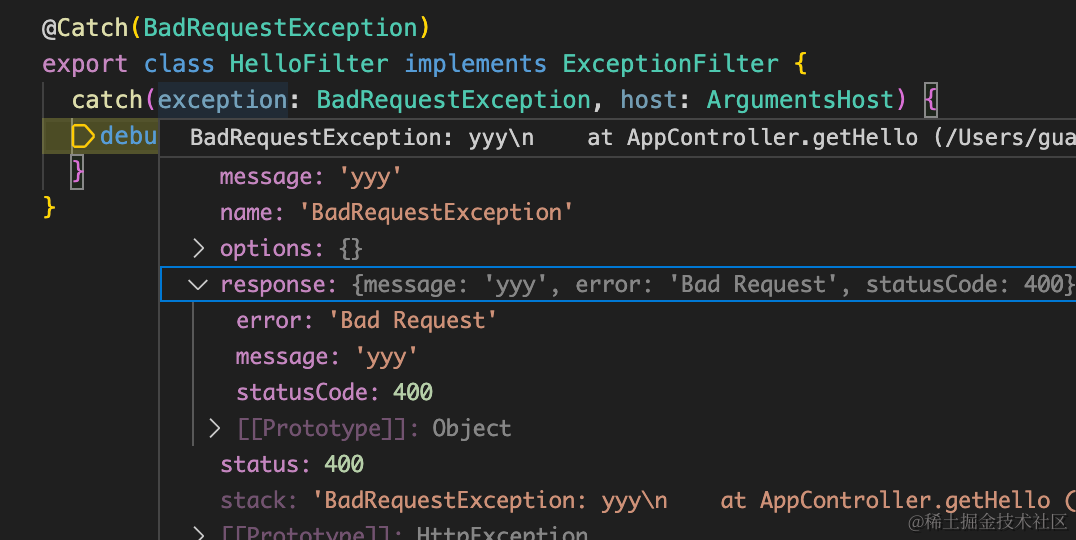 @Catch(BadRequestException)
export class HelloFilter implements ExceptionFilter {
catch(exception: BadRequestException, host: ArgumentsHost) {
debu
BadRequestException: yyy\n    at AppController.getHello (/Users/gua
}
message: 'yyy'
}
name: 'BadRequestException'
options: {}
response: {message: 'yyy', error: 'Bad Request', statusCode: 400}
error: 'Bad Request'
message: 'yyy'
statusCode: 400
[[Prototype]]: Object
status: 400
stack: 'BadRequestException: yyy\n    at AppController.getHello (
[[Prototype]]: HttpException
@稀土掘金技术社区